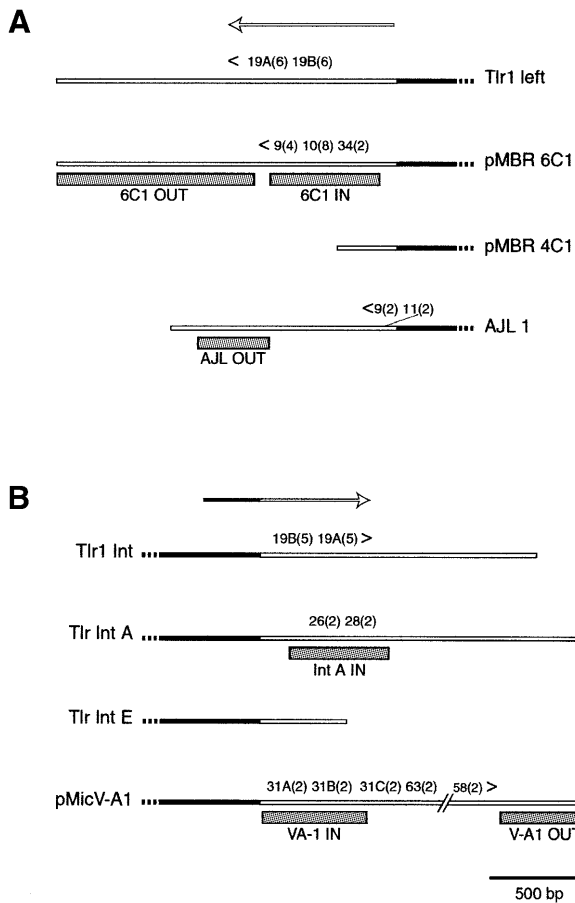 A
< 19A(6) 19B(6)
Tlr1 left
< 9(4) 10(8) 34(2)
pMBR 6C1
6C1 OUT 6C1 IN
pMBR 4C1
<9(2) 11(2)
AJL 1
AJL OUT
B
19B(5) 19A(5) >
Tlr1 Int
26(2) 28(2)
Tlr Int A
Int A IN
Tlr Int E
31A(2) 31B(2) 31C(2) 63(2) 58(2) >
pMicV-A1
VA-1 IN V-A1 OUT
500 bp